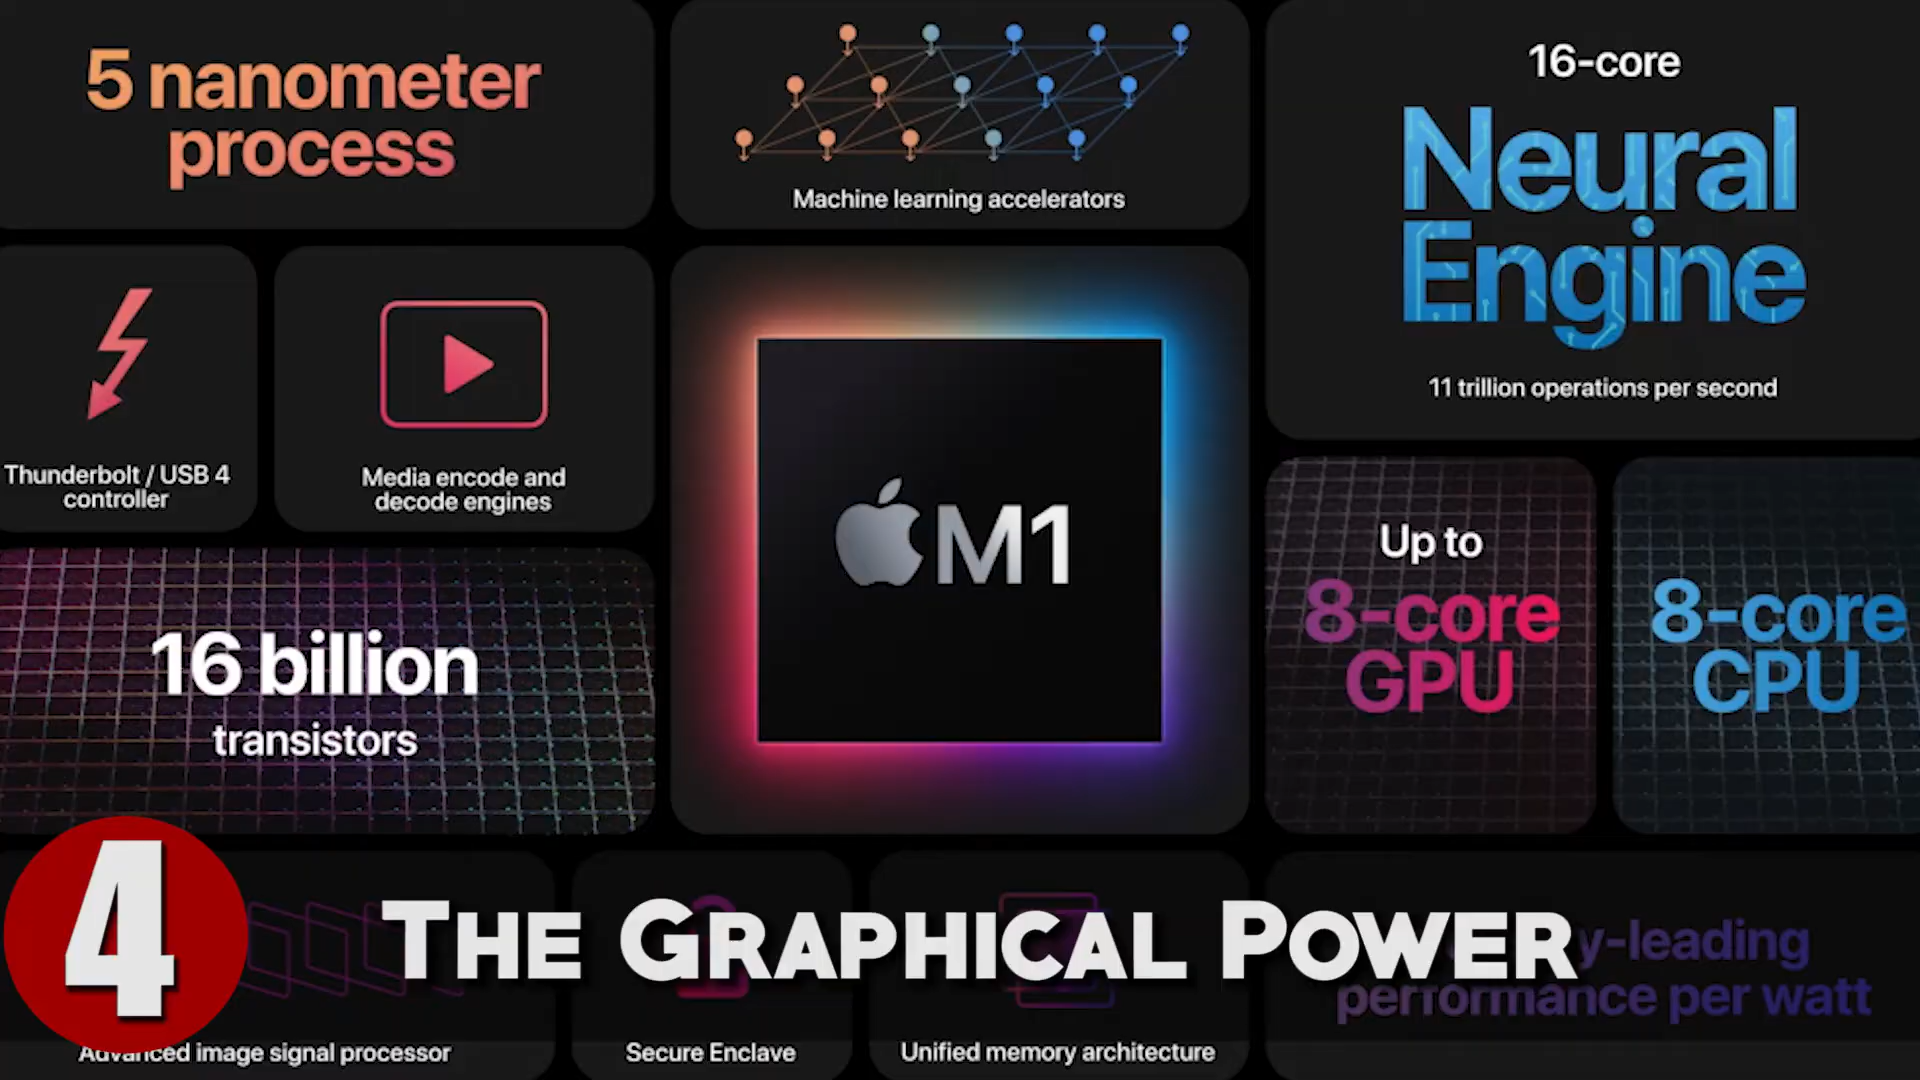 5 nanometer
process
Machine learning accelerators
16-core
Neural
Engine
11 trillion operations per second
Thunderbolt / USB 4
controller
Media encode and
decode engines
M1
Up to
8-core
GPU
8-core
CPU
16 billion
transistors
4
The Graphical Power
y-leading
performance per watt
Advanced image signal processor
Secure Enclave
Unified memory architecture